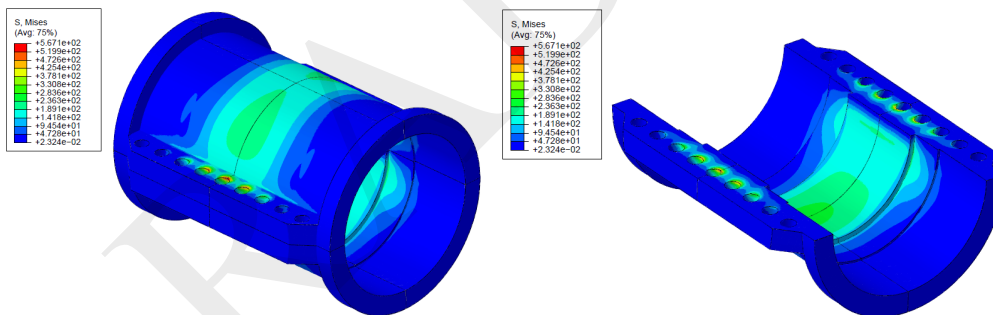 S, Mises
(Avg: 75%)
+5.671e+02
+5.199e+02
+4.726e+02
+4.254e+02
+3.781e+02
+3.308e+02
+2.836e+02
+2.363e+02
+1.891e+02
+1.418e+02
+9.454e+01
+4.728e+01
+2.324e-02
S, Mises
(Avg: 75%)
+5.671e+02
+5.199e+02
+4.726e+02
+4.254e+02
+3.781e+02
+3.308e+02
+2.836e+02
+2.363e+02
+1.891e+02
+1.418e+02
+9.454e+01
+4.728e+01
+2.324e-02